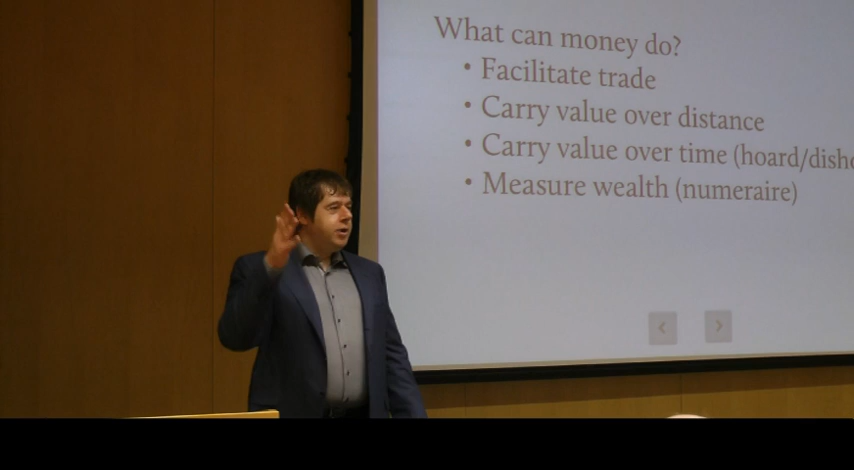 What can money do?
• Facilitate trade
• Carry value over distance
• Carry value over time (hoard/disho
• Measure wealth (numeraire)